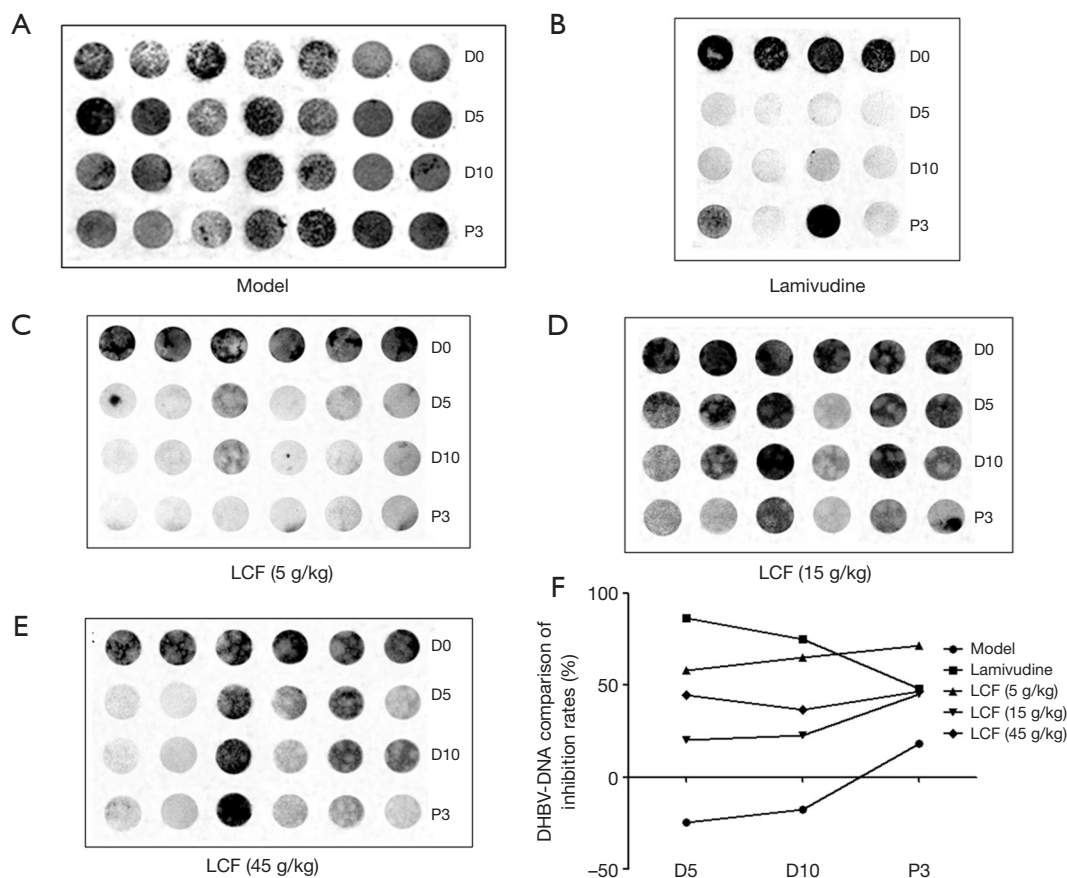 A
D0
D5
D10
P3
Model
B
D0
D5
D10
P3
Lamivudine
C
D0
D5
D10
P3
LCF (5 g/kg)
D
D0
D5
D10
P3
LCF (15 g/kg)
E
D0
D5
D10
P3
LCF (45 g/kg)
F
DHBV-DNA comparison of
inhibition rates (%)
100
50
0
−50
D5 D10 P3
Model
Lamivudine
LCF (5 g/kg)
LCF (15 g/kg)
LCF (45 g/kg)